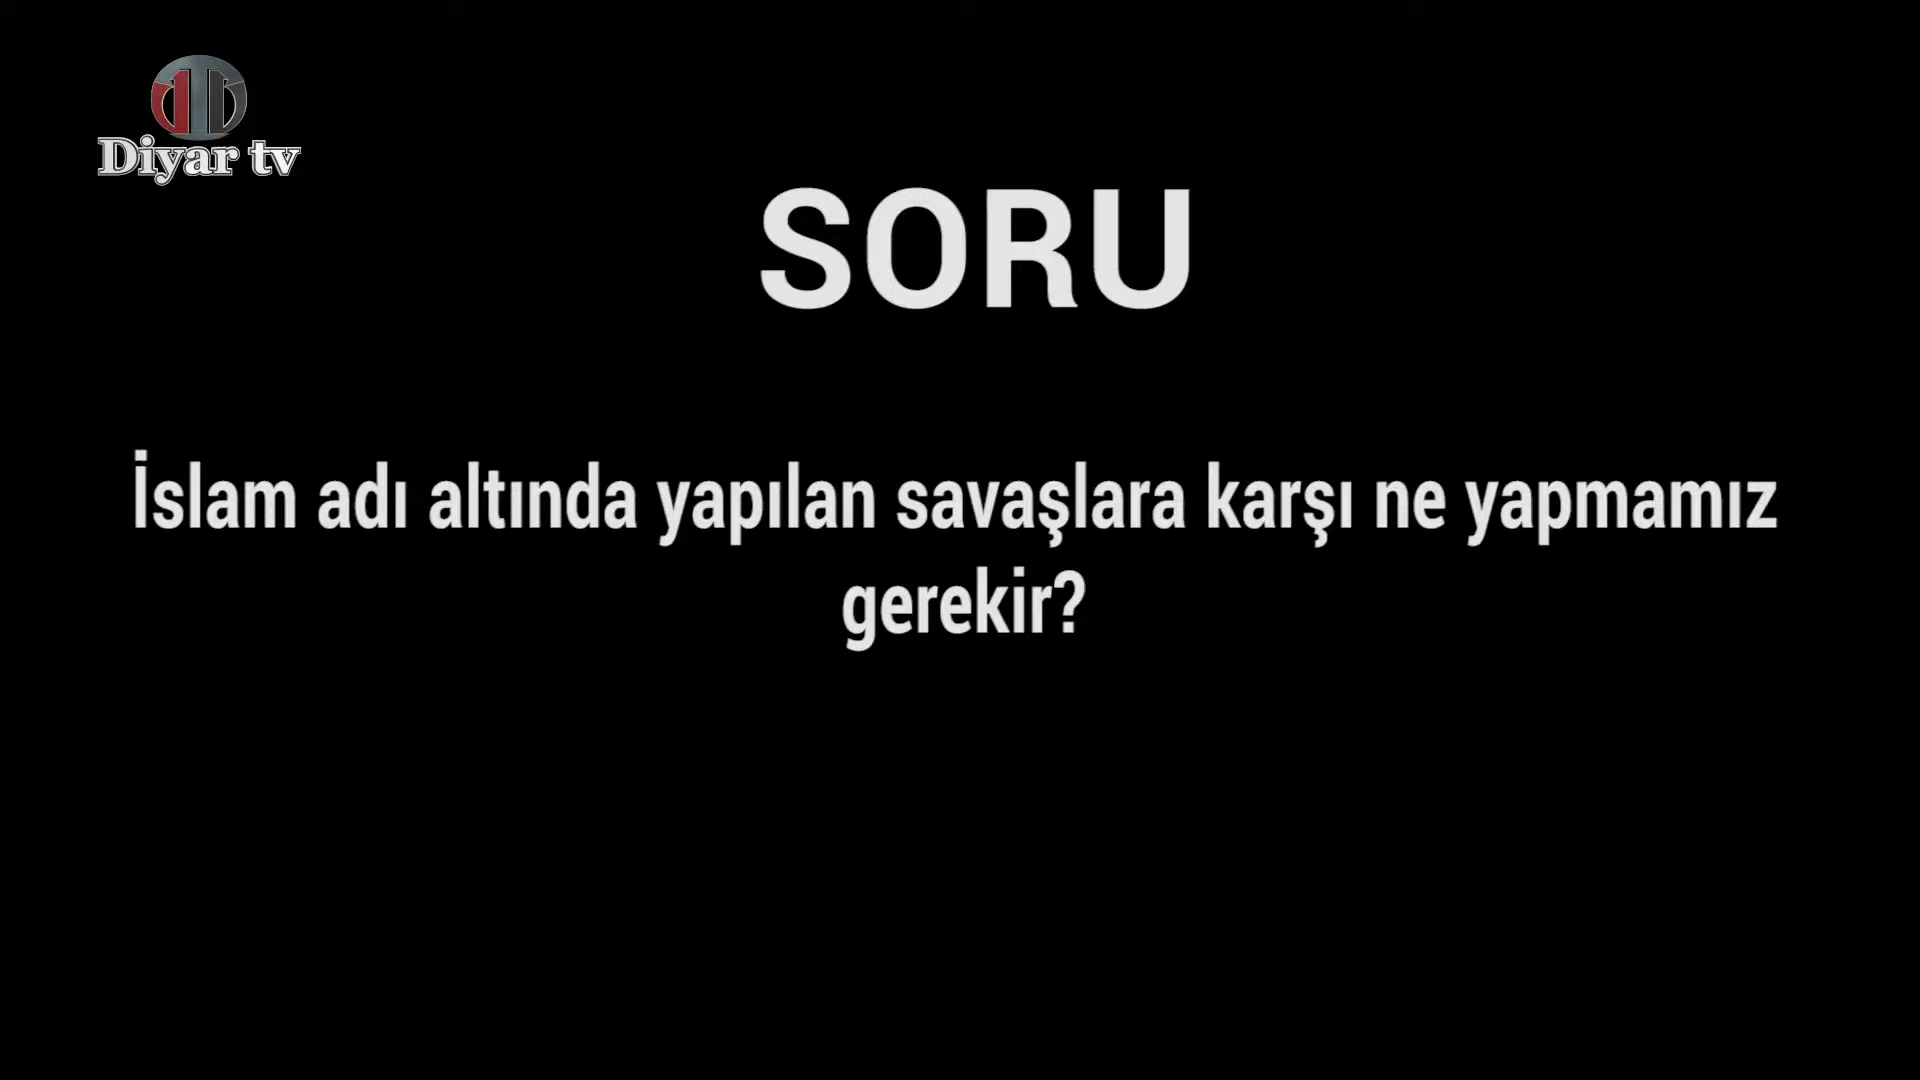 Diyar tv
SORU
İslam adı altında yapılan savaşlara karşı ne yapmamız
gerekir?